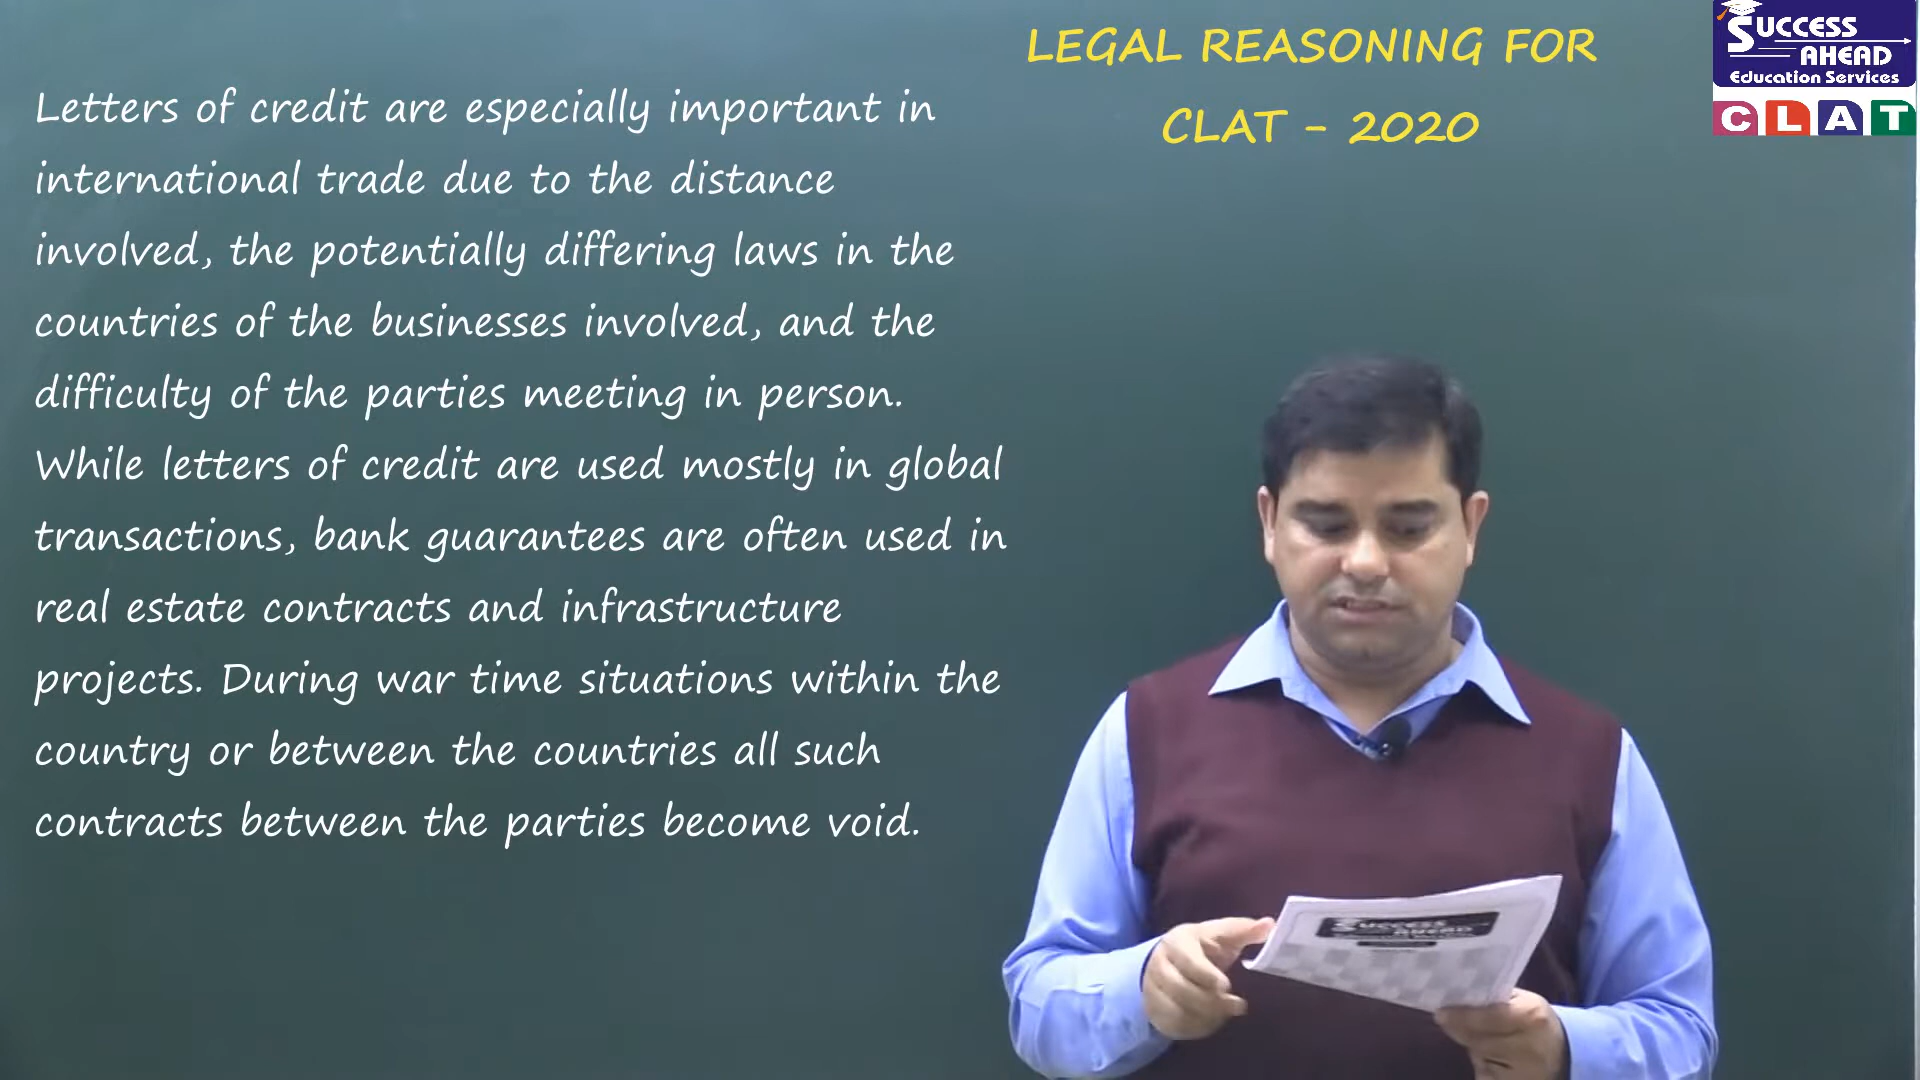 LEGAL REASONING FOR
CLAT - 2020
SUCCESS
AHEAD
Education Services
CLAT
Letters of credit are especially important in
international trade due to the distance
involved, the potentially differing laws in the
countries of the businesses involved, and the
difficulty of the parties meeting in person.
While letters of credit are used mostly in global
transactions, bank guarantees are often used in
real estate contracts and infrastructure
projects. During war time situations within the
country or between the countries all such
contracts between the parties become void.
SUCCESS
AHEAD